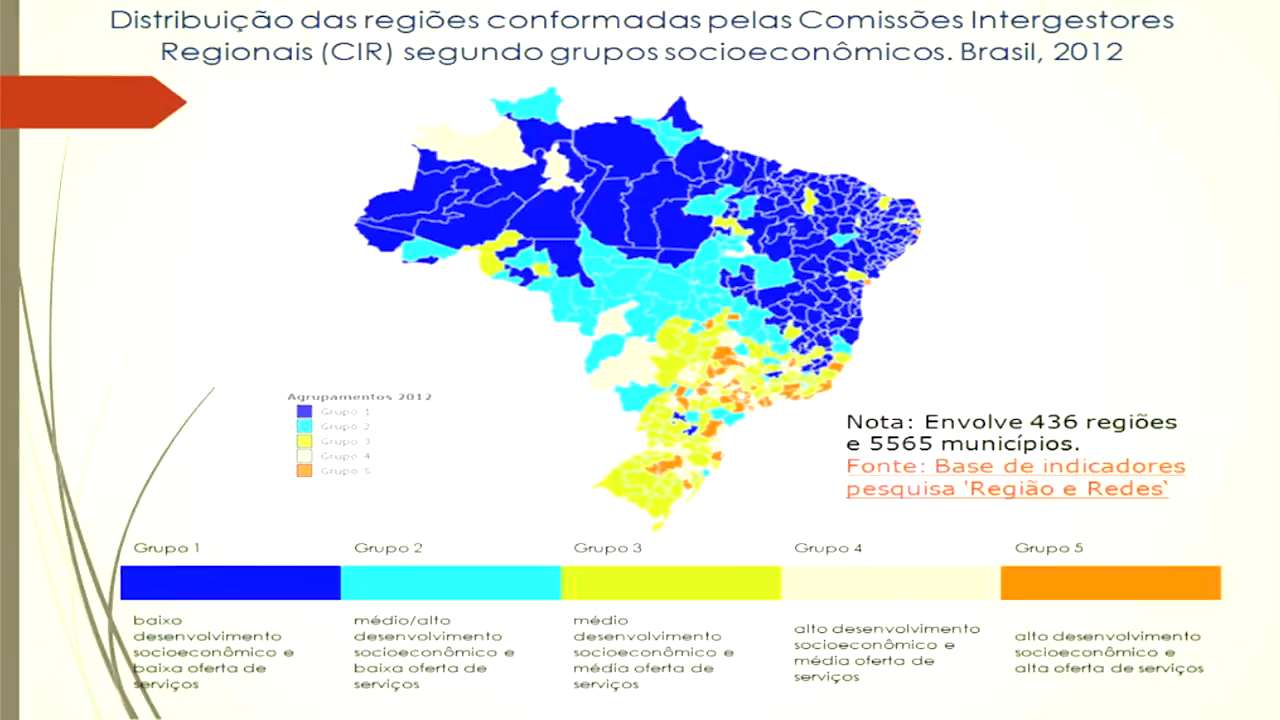 Distribuição das regiões conformadas pelas Comissões Intergestores
Regionais (CIR) segundo grupos socioeconômicos. Brasil, 2012
Agrupamentos 2012
Grupo 1
Grupo 2
Grupo 3
Grupo 4
Grupo 5
Nota: Envolve 436 regiões
e 5565 municípios.
Fonte: Base de indicadores
pesquisa 'Região e Redes'
Grupo 1
Grupo 2
Grupo 3
Grupo 4
Grupo 5
baixo
desenvolvimento
socioeconômico e
baixa oferta de
serviços
médio/alto
desenvolvimento
socioeconômico e
baixa oferta de
serviços
médio
desenvolvimento
socioeconômico e
média oferta de
serviços
alto desenvolvimento
socioeconômico e
média oferta de
serviços
alto desenvolvimento
socioeconômico e
alta oferta de serviços